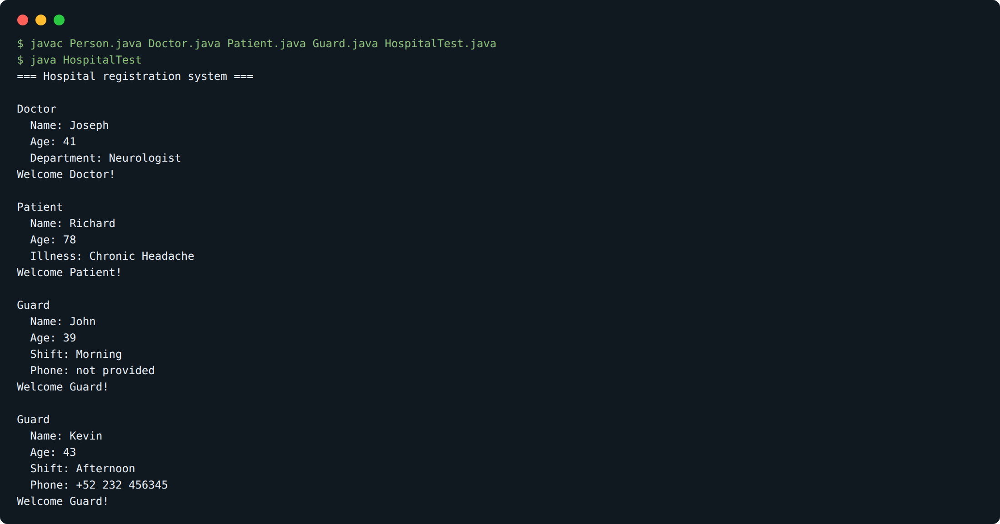 $ javac Person.java Doctor.java Patient.java Guard.java HospitalTest.java
$ java HospitalTest
=== Hospital registration system ===

Doctor
  Name: Joseph
  Age: 41
  Department: Neurologist
Welcome Doctor!

Patient
  Name: Richard
  Age: 78
  Illness: Chronic Headache
Welcome Patient!

Guard
  Name: John
  Age: 39
  Shift: Morning
  Phone: not provided
Welcome Guard!

Guard
  Name: Kevin
  Age: 43
  Shift: Afternoon
  Phone: +52 232 456345
Welcome Guard!